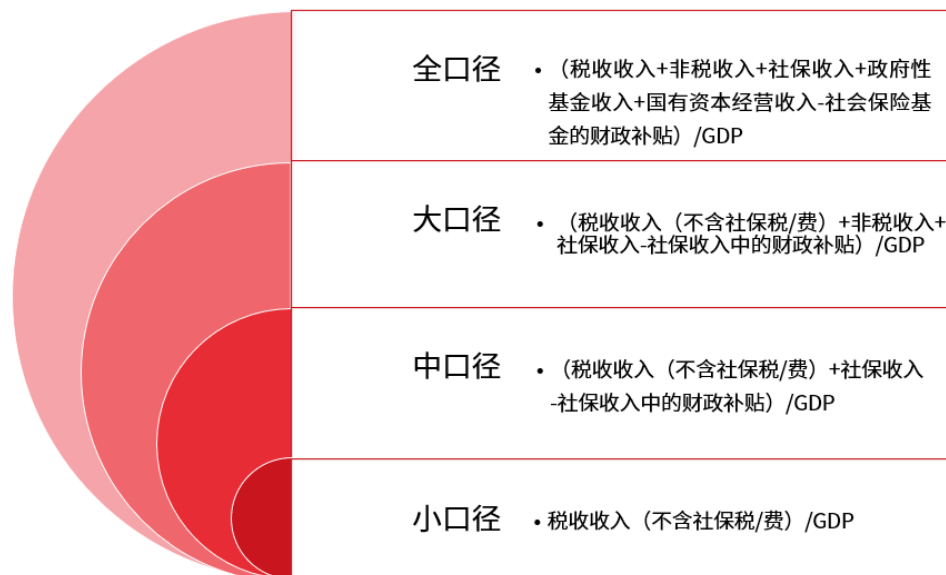 全口径
•（税收收入+非税收入+社保收入+政府性
基金收入+国有资本经营收入-社会保险基
金的财政补贴）/GDP
大口径
•（税收收入（不含社保税/费）+非税收入+
社保收入-社保收入中的财政补贴）/GDP
中口径
•（税收收入（不含社保税/费）+社保收入
-社保收入中的财政补贴）/GDP
小口径
•税收收入（不含社保税/费）/GDP